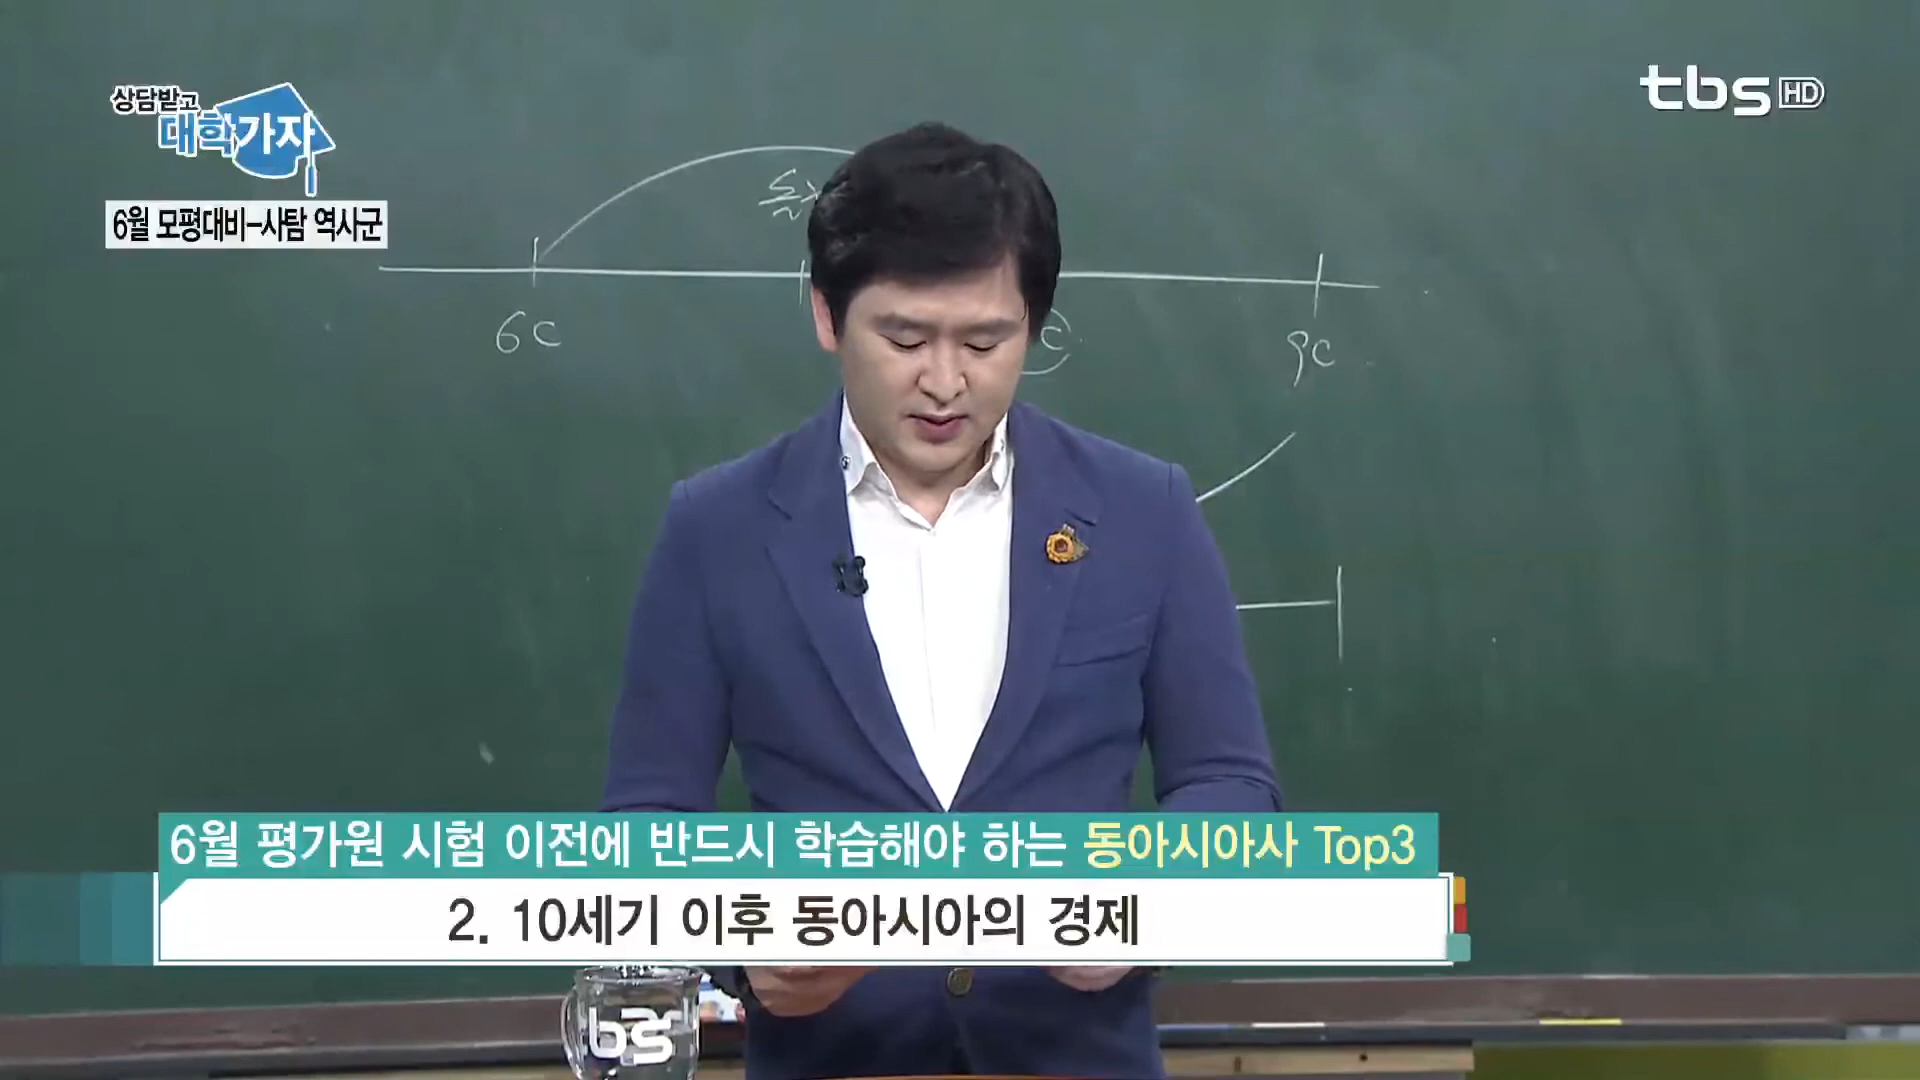 상담받고
대학가자
tbs HD
6월 모평대비-사탐 역사군
6C
C
9C
6월 평가원 시험 이전에 반드시 학습해야 하는 동아시아사 Top3
2. 10세기 이후 동아시아의 경제